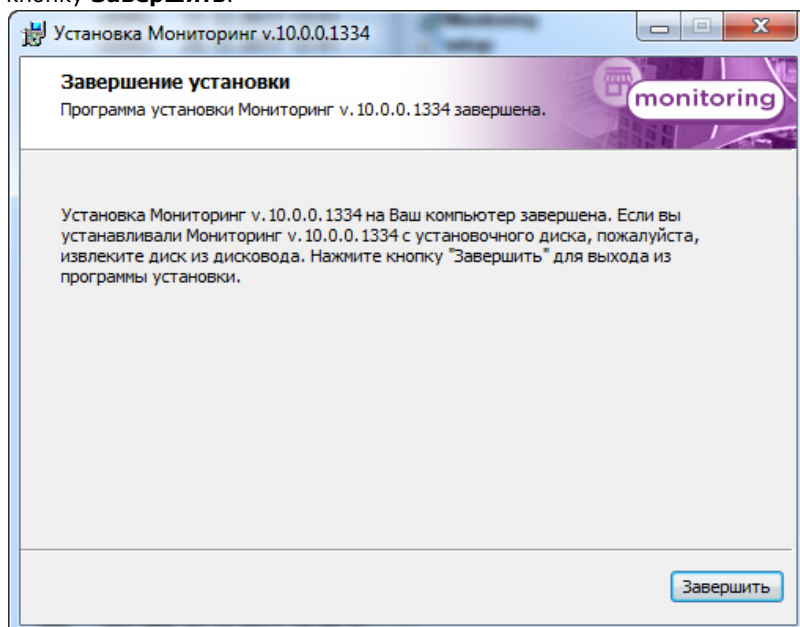 кнопку Завершить.
Установка Мониторинг v.10.0.0.1334
Завершение установки
Программа установки Мониторинг v.10.0.0.1334 завершена.
monitoring
Установка Мониторинг v.10.0.0.1334 на Ваш компьютер завершена. Если вы
устанавливали Мониторинг v.10.0.0.1334 с установочного диска, пожалуйста,
извлеките диск из дисковода. Нажмите кнопку "Завершить" для выхода из
программы установки.
Завершить